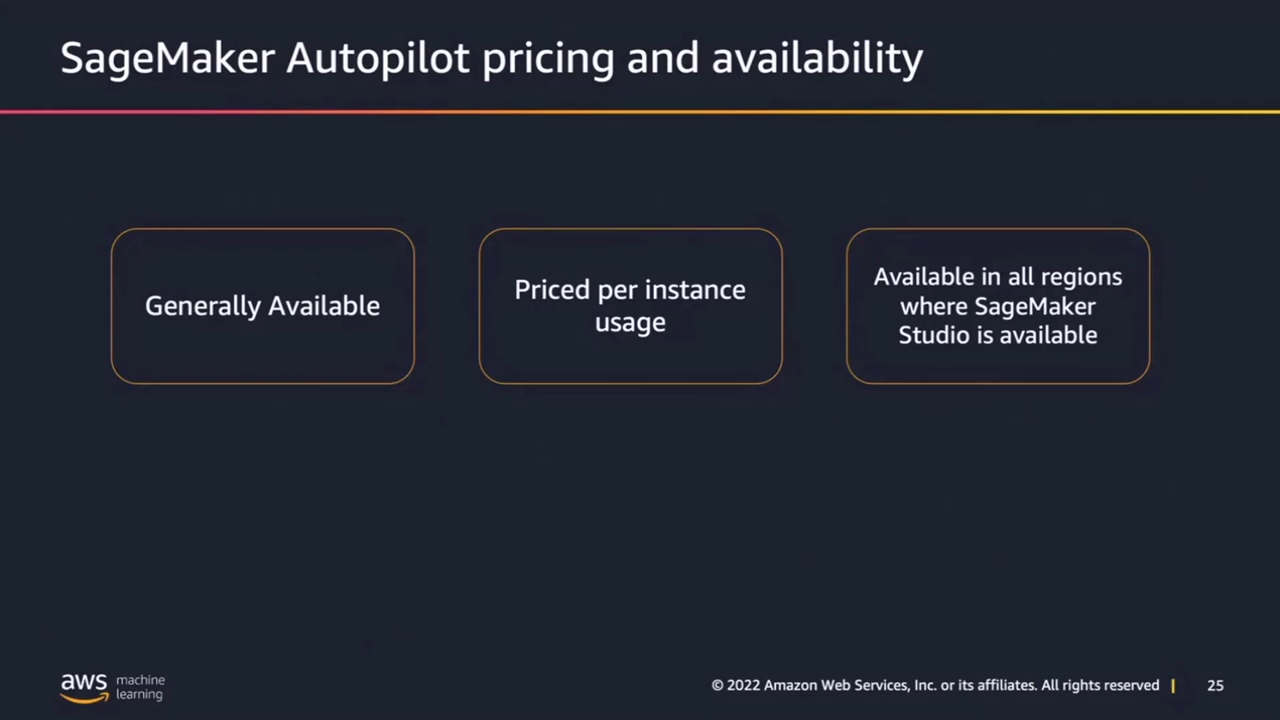 SageMaker Autopilot pricing and availability
Generally Available
Priced per instance
usage
Available in all regions
where SageMaker
Studio is available
aws machine
learning
© 2022 Amazon Web Services, Inc. or its affiliates. All rights reserved | 25